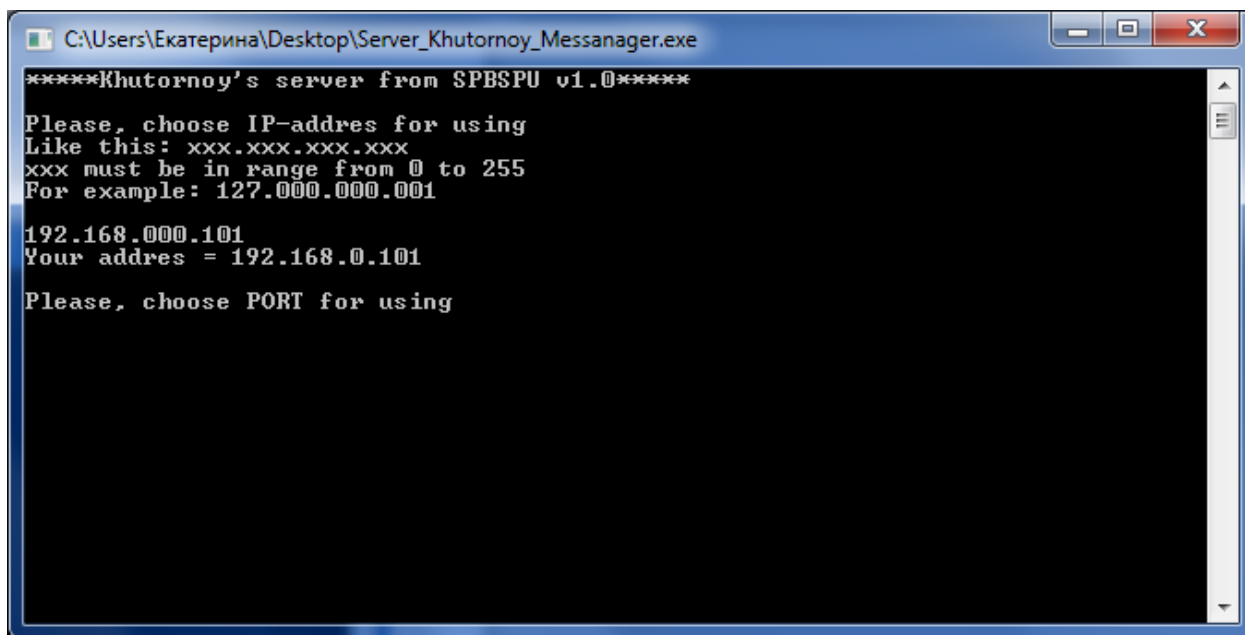 C:\Users\Екатерина\Desktop\Server_Khutornoy_Messanager.exe
*****Khutornoy's server from SPBSPU v1.0*****
Please, choose IP-addres for using
Like this: xxx.xxx.xxx.xxx
xxx must be in range from 0 to 255
For example: 127.000.000.001
192.168.000.101
Your addres = 192.168.0.101
Please, choose PORT for using